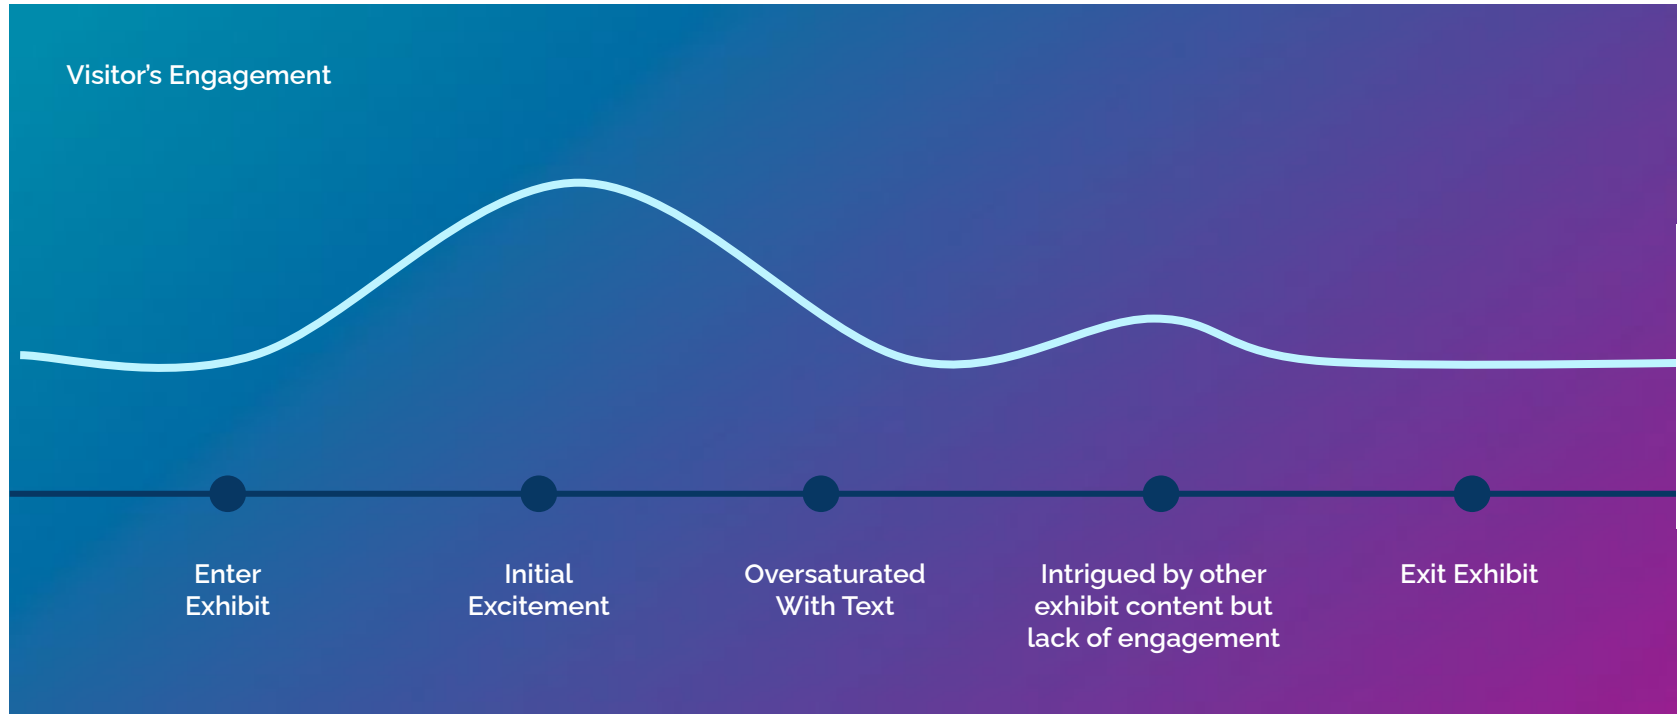 Visitor’s Engagement
Enter
Exhibit
Initial
Excitement
Oversaturated
With Text
Intrigued by other
exhibit content but
lack of engagement
Exit Exhibit